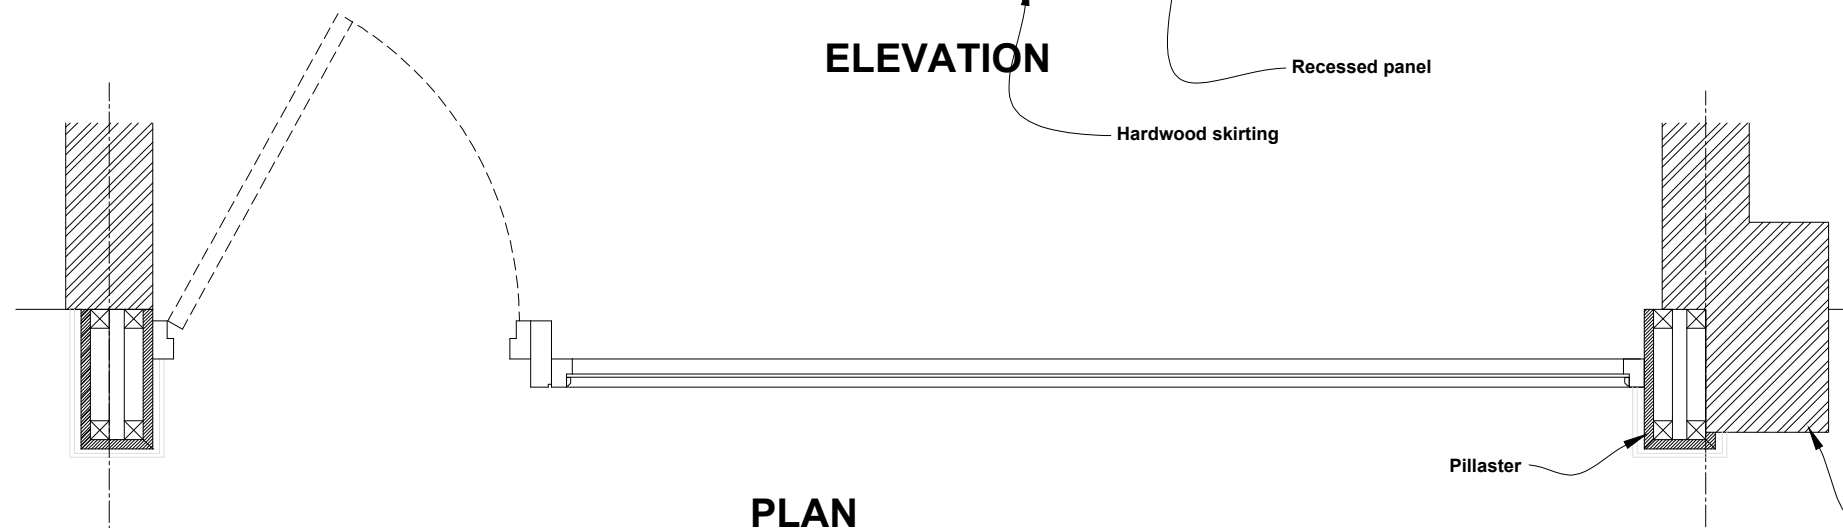 ELEVATION
Recessed panel
Hardwood skirting
Pillaster
PLAN